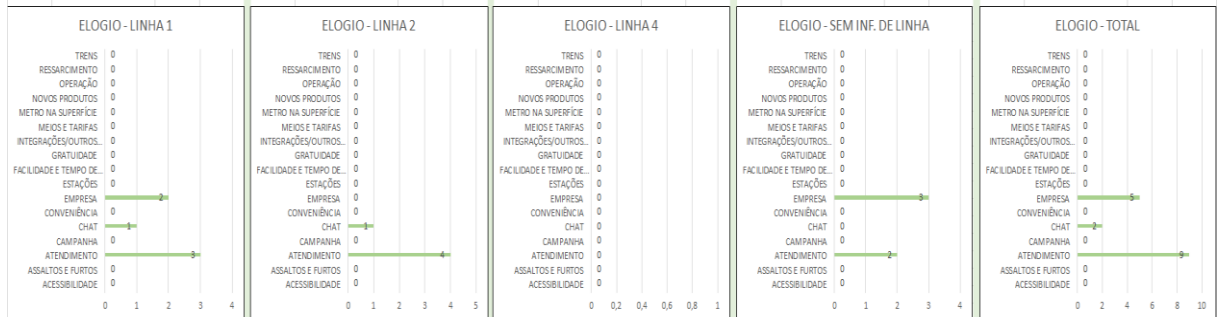 ELOGIO - LINHA 1
TRENS 0
RESSARCIMENTO 0
OPERAÇÃO 0
NOVOS PRODUTOS 0
METRO NA SUPERFÍCIE 0
MEIOS E TARIFAS 0
INTEGRAÇÕES/OUTROS... 0
GRATUIDADE 0
FACILIDADE E TEMPO DE... 0
ESTAÇÕES 0
EMPRESA 2
CONVENIÊNCIA 0
CHAT 1
CAMPANHA 0
ATENDIMENTO 3
ASSALTOS E FURTOS 0
ACESSIBILIDADE 0
0 1 2 3 4
ELOGIO - LINHA 2
TRENS 0
RESSARCIMENTO 0
OPERAÇÃO 0
NOVOS PRODUTOS 0
METRO NA SUPERFÍCIE 0
MEIOS E TARIFAS 0
INTEGRAÇÕES/OUTROS... 0
GRATUIDADE 0
FACILIDADE E TEMPO DE... 0
ESTAÇÕES 0
EMPRESA 0
CONVENIÊNCIA 0
CHAT 1
CAMPANHA 0
ATENDIMENTO 4
ASSALTOS E FURTOS 0
ACESSIBILIDADE 0
0 1 2 3 4 5
ELOGIO - LINHA 4
TRENS 0
RESSARCIMENTO 0
OPERAÇÃO 0
NOVOS PRODUTOS 0
METRO NA SUPERFÍCIE 0
MEIOS E TARIFAS 0
INTEGRAÇÕES/OUTROS... 0
GRATUIDADE 0
FACILIDADE E TEMPO DE... 0
ESTAÇÕES 0
EMPRESA 0
CONVENIÊNCIA 0
CHAT 0
CAMPANHA 0
ATENDIMENTO 0
ASSALTOS E FURTOS 0
ACESSIBILIDADE 0
0 0,2 0,4 0,6 0,8 1
ELOGIO - SEM INF. DE LINHA
TRENS 0
RESSARCIMENTO 0
OPERAÇÃO 0
NOVOS PRODUTOS 0
METRO NA SUPERFÍCIE 0
MEIOS E TARIFAS 0
INTEGRAÇÕES/OUTROS... 0
GRATUIDADE 0
FACILIDADE E TEMPO DE... 0
ESTAÇÕES 0
EMPRESA 3
CONVENIÊNCIA 0
CHAT 0
CAMPANHA 0
ATENDIMENTO 2
ASSALTOS E FURTOS 0
ACESSIBILIDADE 0
0 1 2 3 4
ELOGIO - TOTAL
TRENS 0
RESSARCIMENTO 0
OPERAÇÃO 0
NOVOS PRODUTOS 0
METRO NA SUPERFÍCIE 0
MEIOS E TARIFAS 0
INTEGRAÇÕES/OUTROS... 0
GRATUIDADE 0
FACILIDADE E TEMPO DE... 0
ESTAÇÕES 0
EMPRESA 5
CONVENIÊNCIA 0
CHAT 2
CAMPANHA 0
ATENDIMENTO 9
ASSALTOS E FURTOS 0
ACESSIBILIDADE 0
0 2 4 6 8 10